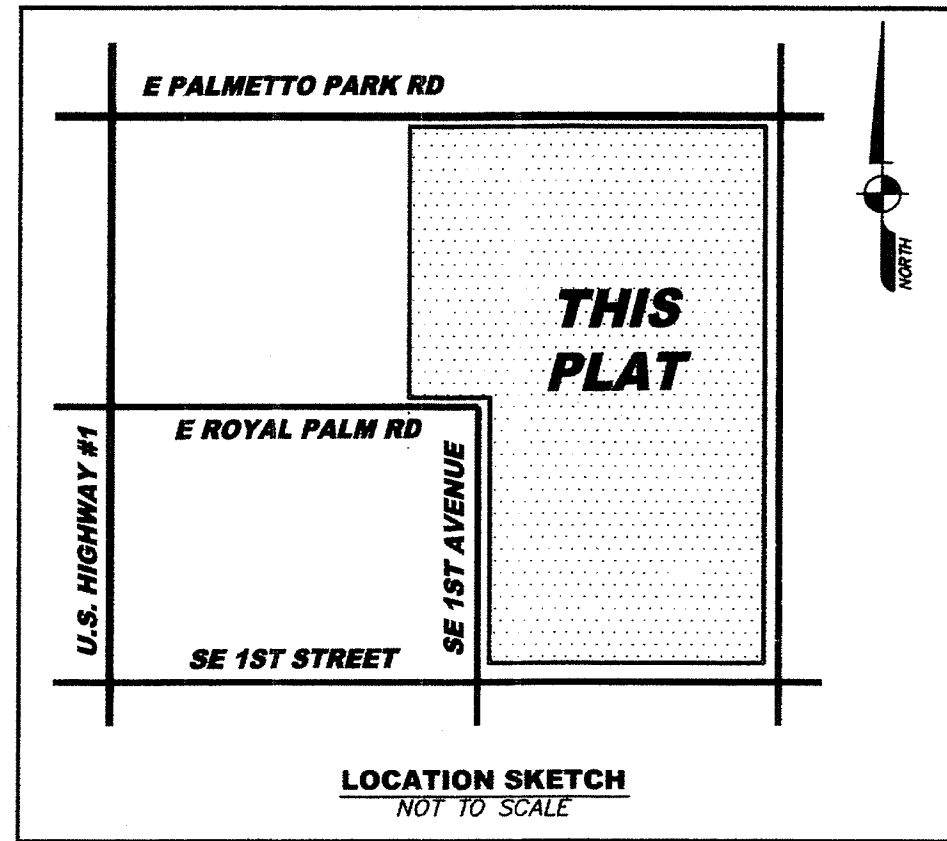 E PALMETTO PARK RD
NORTH
THIS
PLAT
E ROYAL PALM RD
U.S. HIGHWAY #1
SE 1ST AVENUE
SE 1ST STREET
LOCATION SKETCH
NOT TO SCALE